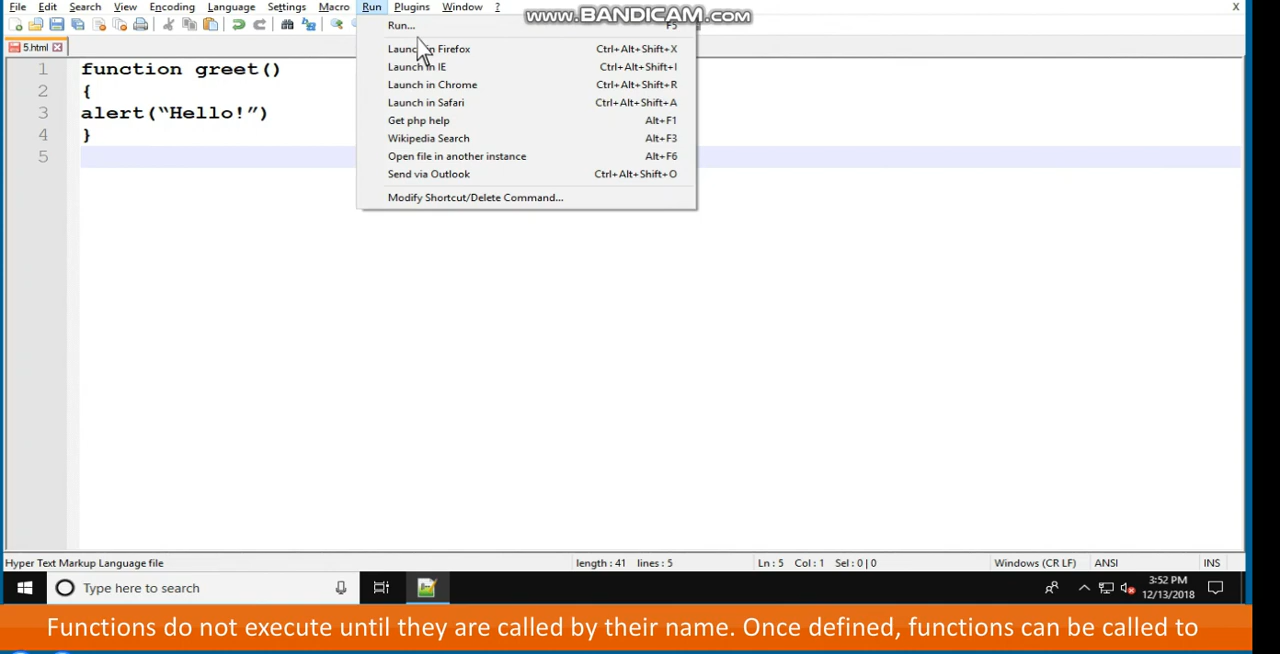 File Edit Search View Encoding Language Settings Macro Run Plugins Window ? X
www.BANDICAM.com
5.html
Run... F5
Launch in Firefox Ctrl+Alt+Shift+X
Launch in IE Ctrl+Alt+Shift+I
Launch in Chrome Ctrl+Alt+Shift+R
Launch in Safari Ctrl+Alt+Shift+A
Get php help Alt+F1
Wikipedia Search Alt+F3
Open file in another instance Alt+F6
Send via Outlook Ctrl+Alt+Shift+O
Modify Shortcut/Delete Command...
1 function greet()
2 {
3 alert(“Hello!”)
4 }
5
Hyper Text Markup Language file length : 41 lines : 5 Ln : 5 Col : 1 Sel : 0 | 0 Windows (CR LF) ANSI INS
Type here to search
3:52 PM
12/13/2018
Functions do not execute until they are called by their name. Once defined, functions can be called to